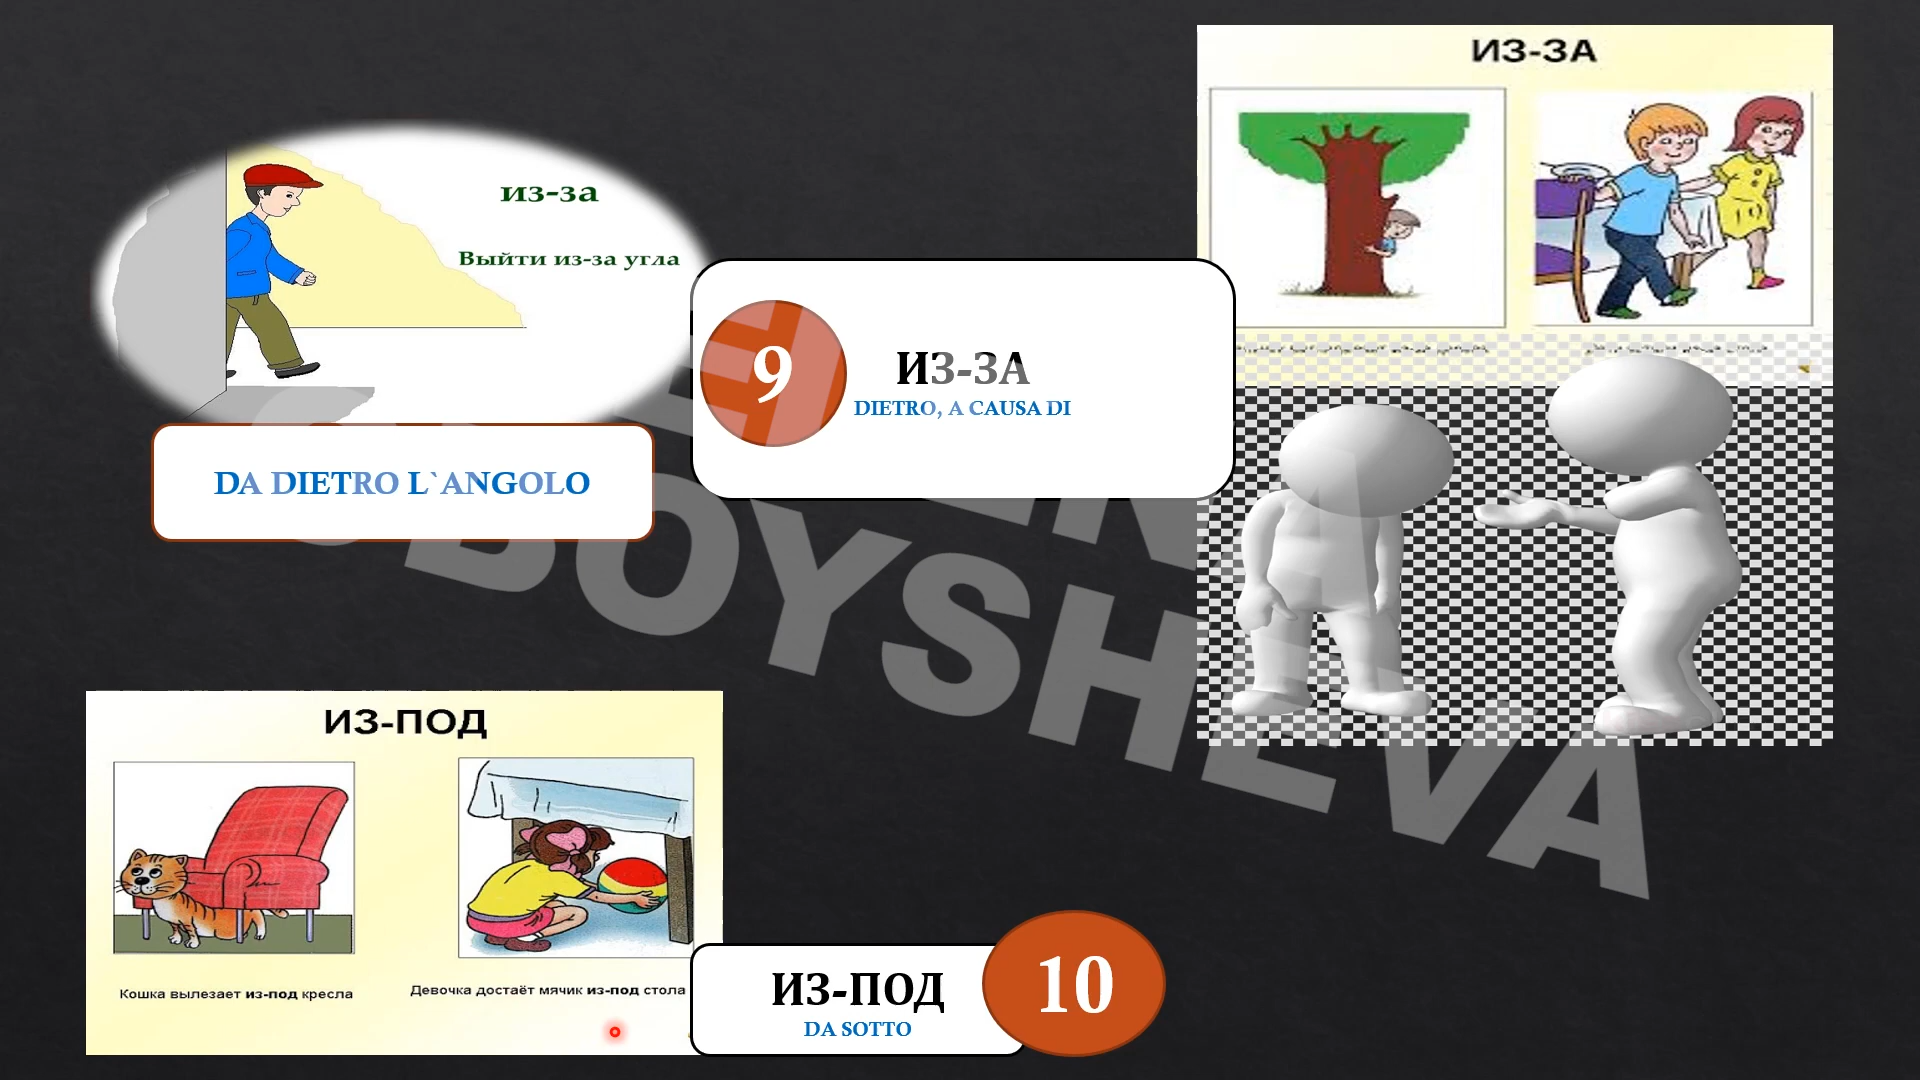 ИЗ-ЗА
из-за
Выйти из-за угла
9
ИЗ-ЗА
DIETRO, A CAUSA DI
DA DIETRO L`ANGOLO
OBOYSHEVA
ИЗ-ПОД
Кошка вылезает из-под кресла
Девочка достаёт мячик из-под стола
ИЗ-ПОД
DA SOTTO
10